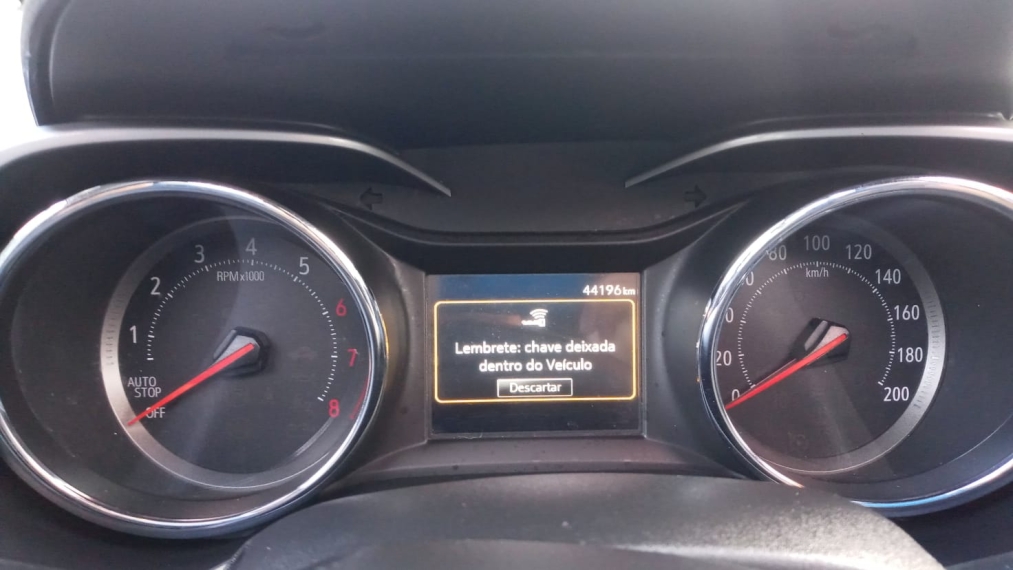 4
3
5
RPM x1000
2
6
1
7
AUTO
STOP
8
OFF
44196 km
Lembrete: chave deixada
dentro do Veículo
Descartar
100
80
120
km/h
140
160
20
180
0
200